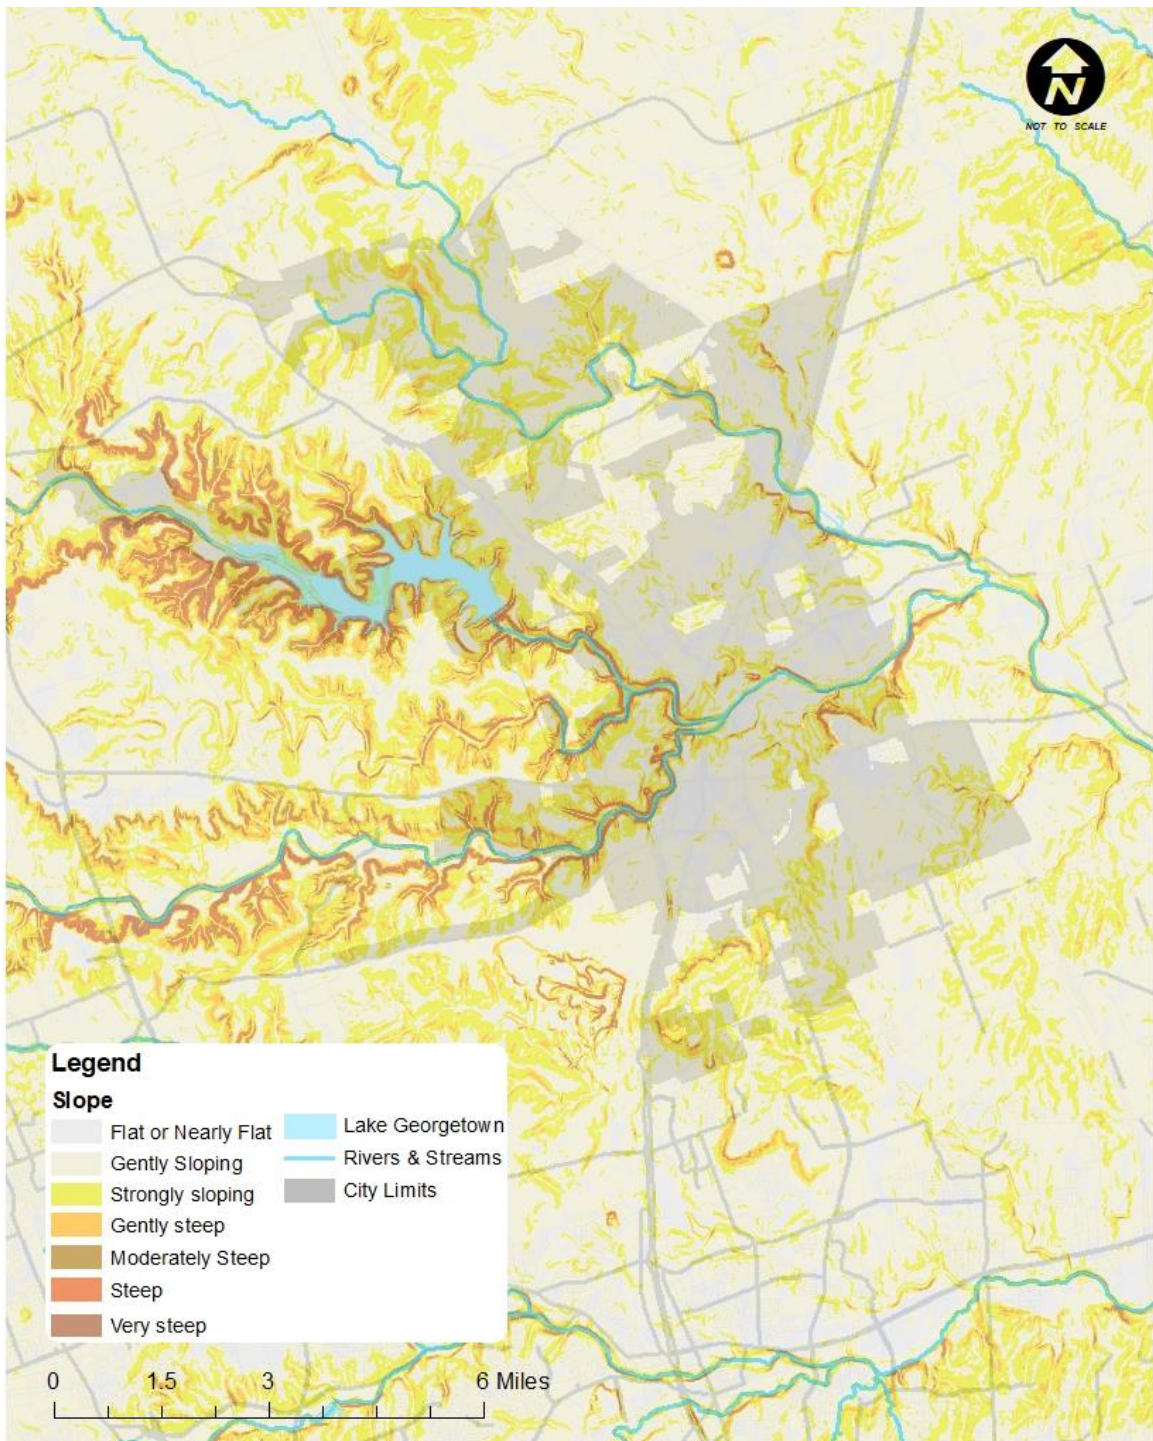 N
NOT TO SCALE
Legend
Slope
Flat or Nearly Flat
Gently Sloping
Strongly sloping
Gently steep
Moderately Steep
Steep
Very steep
Lake Georgetown
Rivers & Streams
City Limits
0 1.5 3 6 Miles